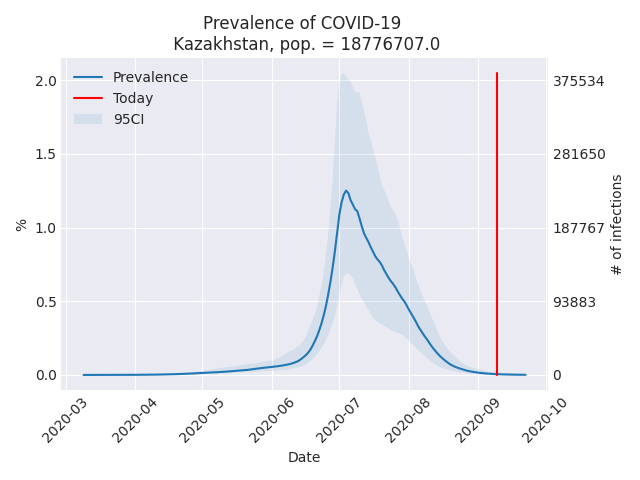 Prevalence of COVID-19
Kazakhstan, pop. = 18776707.0
Prevalence
Today
95CI
2.0
1.5
1.0
0.5
0.0
%
375534
281650
187767
93883
0
# of infections
2020-03
2020-04
2020-05
2020-06
2020-07
2020-08
2020-09
2020-10
Date